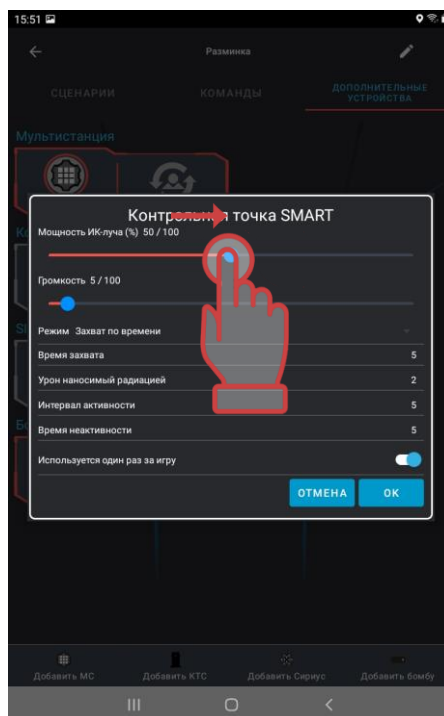 15:51
Разминка
СЦЕНАРИИ
КОМАНДЫ
ДОПОЛНИТЕЛЬНЫЕ
УСТРОЙСТВА
Мультистанция
Контрольная точка SMART
Мощность ИК-луча (%) 50 / 100
Громкость 5 / 100
Режим Захват по времени
Время захвата 5
Урон наносимый радиацией 2
Интервал активности 5
Время неактивности 5
Используется один раз за игру
ОТМЕНА
OK
Добавить МС
Добавить КТС
Добавить Сириус
Добавить бомбу